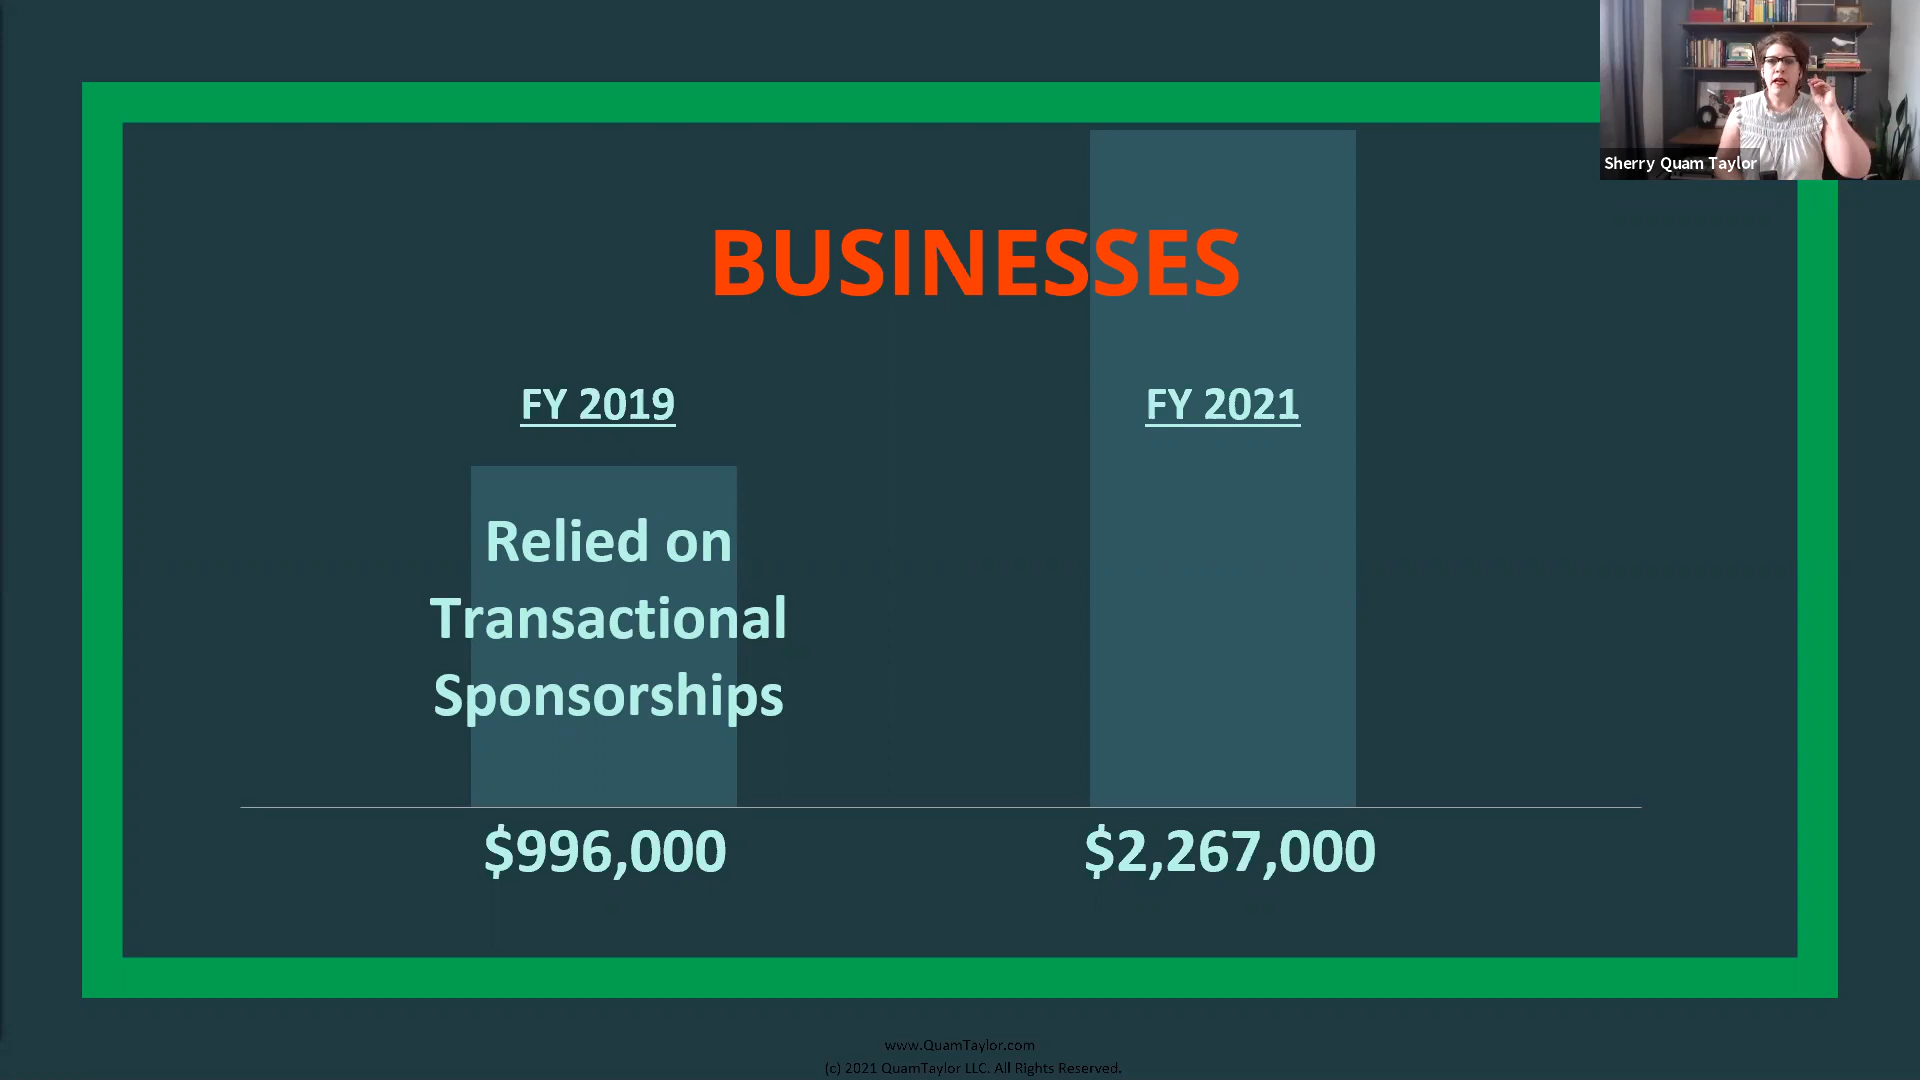 Sherry Quam Taylor
BUSINESSES
FY 2019
FY 2021
Relied on
Transactional
Sponsorships
$996,000
$2,267,000
www.QuamTaylor.com
(c) 2021 QuamTaylor LLC. All Rights Reserved.